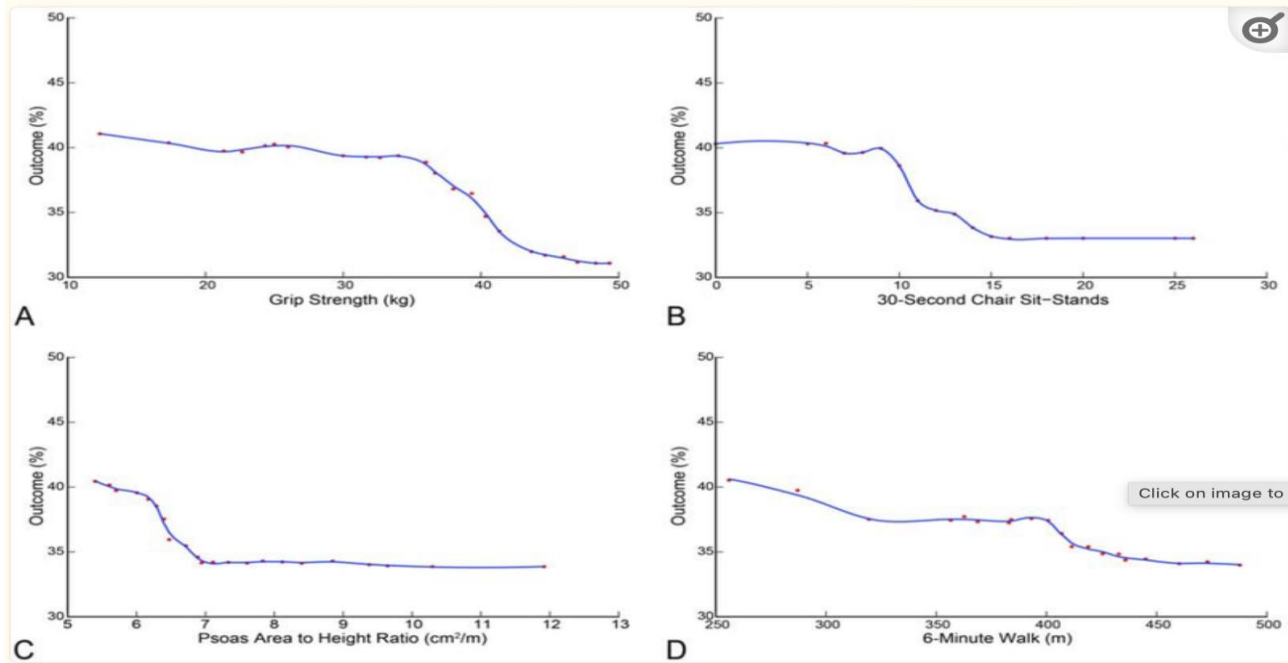 50
45
40
35
30
Outcome (%)
10 20 30 40 50
Grip Strength (kg)
A
50
45
40
35
30
Outcome (%)
0 5 10 15 20 25 30
30-Second Chair Sit−Stands
B
50
45
40
35
30
Outcome (%)
5 6 7 8 9 10 11 12 13
Psoas Area to Height Ratio (cm²/m)
C
50
45
40
35
30
Outcome (%)
250 300 350 400 450 500
6-Minute Walk (m)
D
Click on image to